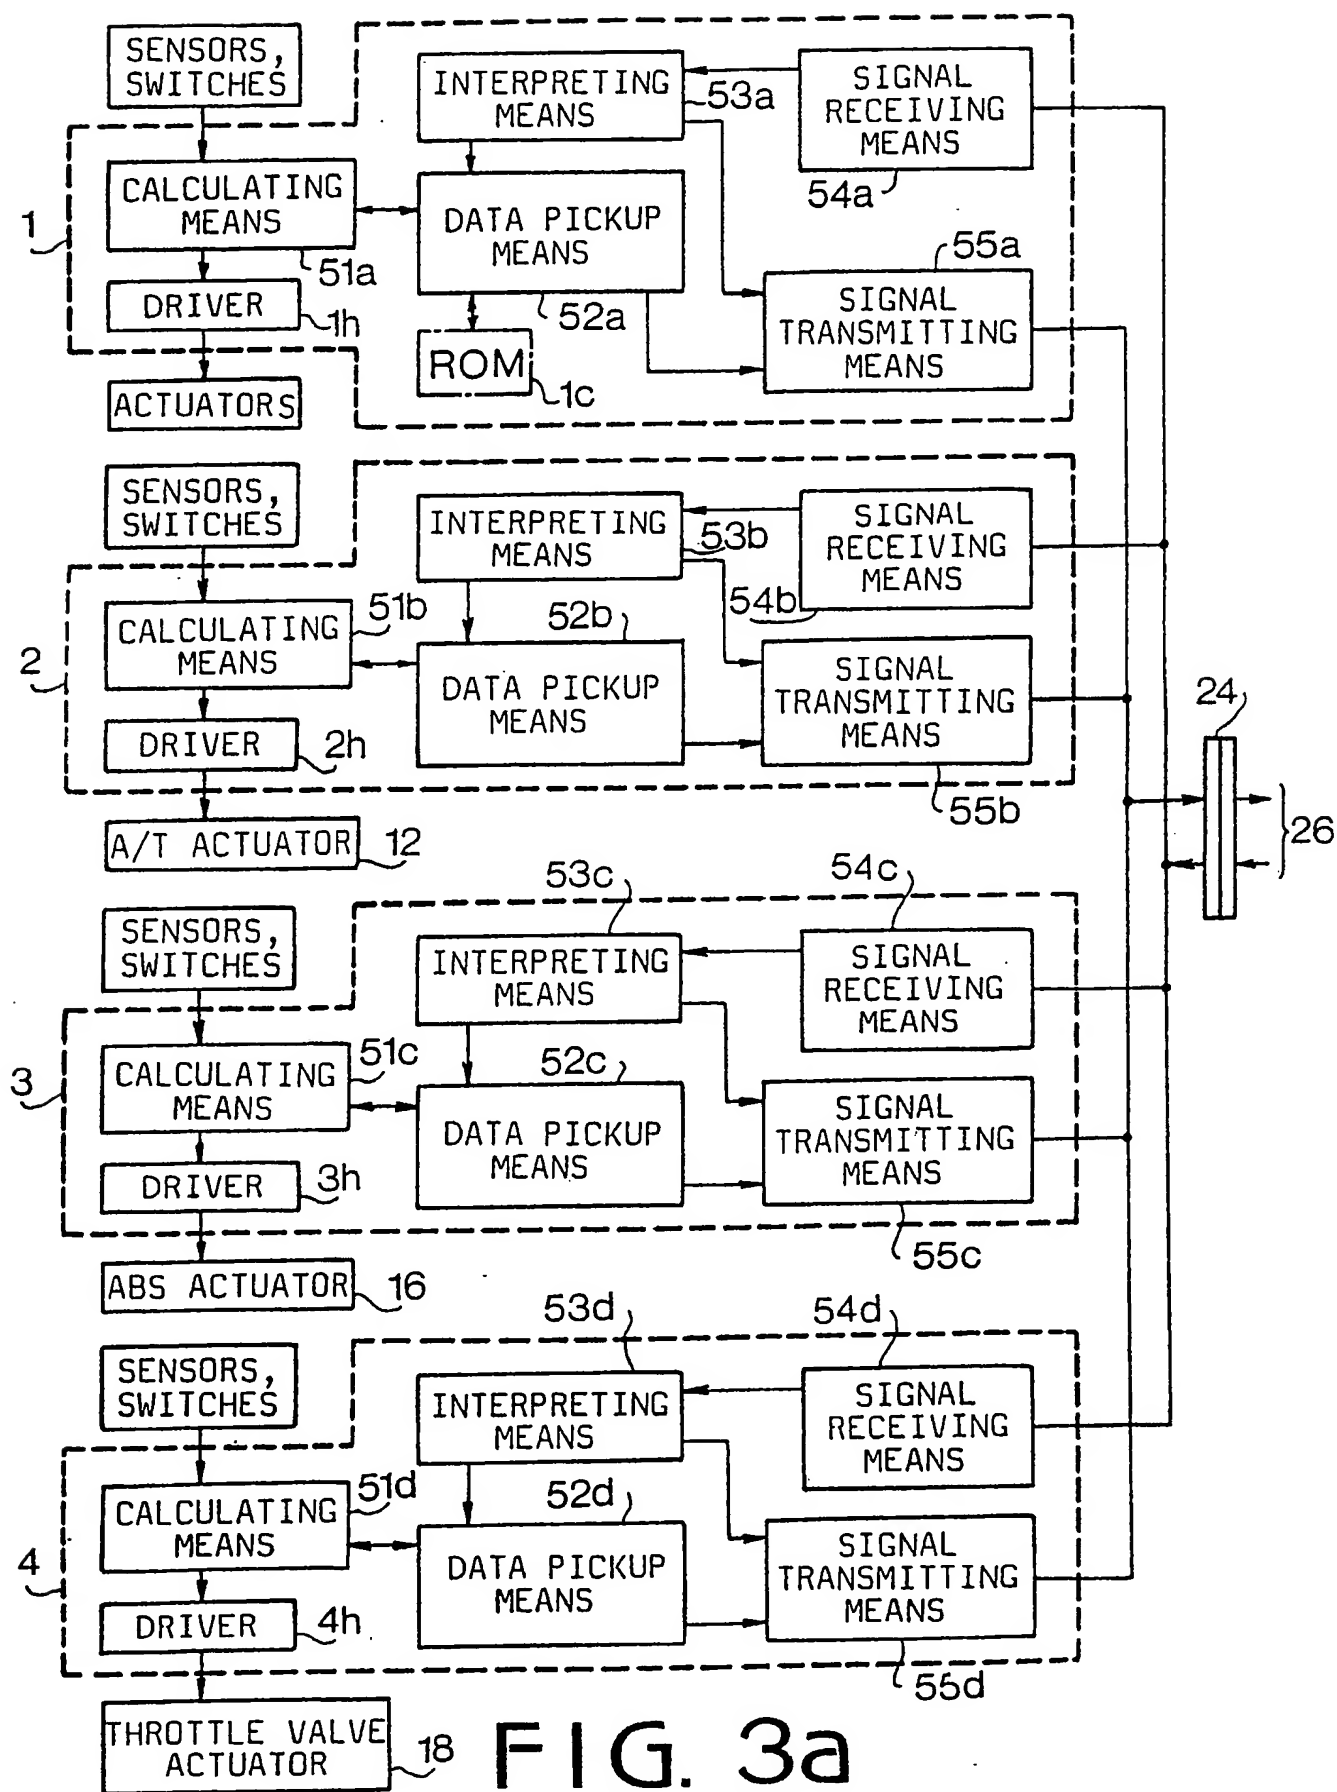 SENSORS,
SWITCHES
INTERPRETING
MEANS
53a
SIGNAL
RECEIVING
MEANS
54a
1
CALCULATING
MEANS
51a
DATA PICKUP
MEANS
52a
55a
SIGNAL
TRANSMITTING
MEANS
DRIVER
1h
ROM
1c
ACTUATORS
SENSORS,
SWITCHES
INTERPRETING
MEANS
53b
SIGNAL
RECEIVING
MEANS
54b
2
CALCULATING
MEANS
51b
52b
DATA PICKUP
MEANS
SIGNAL
TRANSMITTING
MEANS
55b
DRIVER
2h
A/T ACTUATOR
12
24
26
SENSORS,
SWITCHES
53c
INTERPRETING
MEANS
54c
SIGNAL
RECEIVING
MEANS
3
CALCULATING
MEANS
51c
52c
DATA PICKUP
MEANS
SIGNAL
TRANSMITTING
MEANS
55c
DRIVER
3h
ABS ACTUATOR
16
SENSORS,
SWITCHES
53d
INTERPRETING
MEANS
54d
SIGNAL
RECEIVING
MEANS
4
CALCULATING
MEANS
51d
52d
DATA PICKUP
MEANS
SIGNAL
TRANSMITTING
MEANS
55d
DRIVER
4h
THROTTLE VALVE
ACTUATOR
18
FIG. 3a